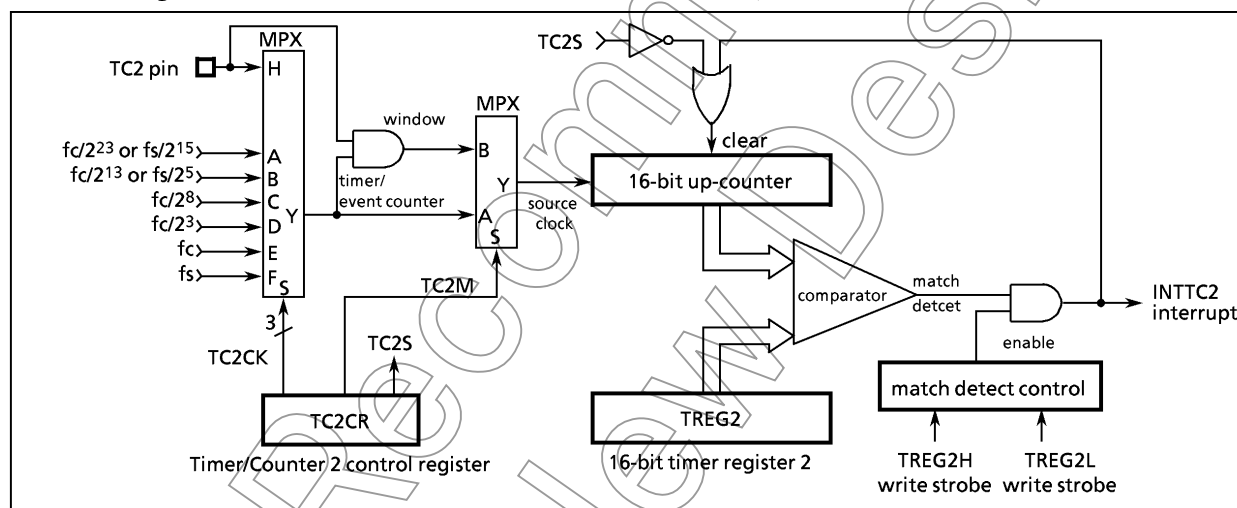 MPX
TC2 pin
H
fc/2²³ or fs/2¹⁵
A
fc/2¹³ or fs/2⁵
B
fc/2⁸
C
Y
fc/2³
D
fc
E
fs
F
S
3
TC2CK
window
timer/
event counter
MPX
B
Y
A
S
source
clock
TC2M
TC2S
TC2CR
Timer/Counter 2 control register
TC2S
clear
16-bit up-counter
comparator
match
detcet
enable
INTTC2
interrupt
TREG2
16-bit timer register 2
match detect control
TREG2H
write strobe
TREG2L
write strobe